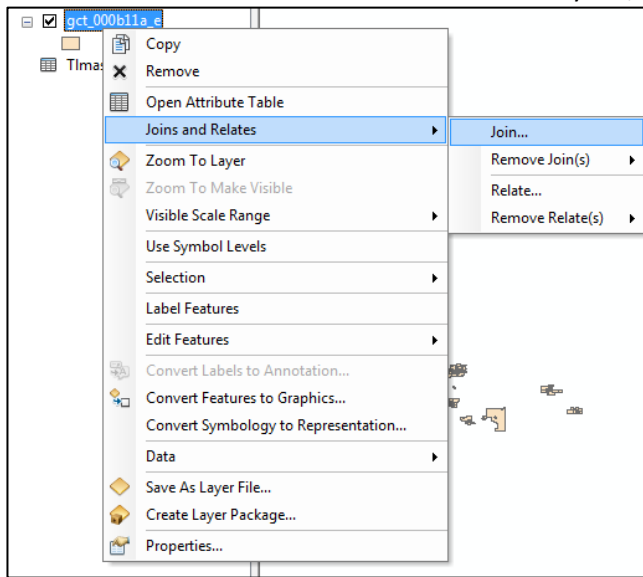 gct_000b11a_e
TImas
Copy
Remove
Open Attribute Table
Joins and Relates
Join...
Zoom To Layer
Remove Join(s)
Zoom To Make Visible
Relate...
Visible Scale Range
Remove Relate(s)
Use Symbol Levels
Selection
Label Features
Edit Features
Convert Labels to Annotation...
Convert Features to Graphics...
Convert Symbology to Representation...
Data
Save As Layer File...
Create Layer Package...
Properties...